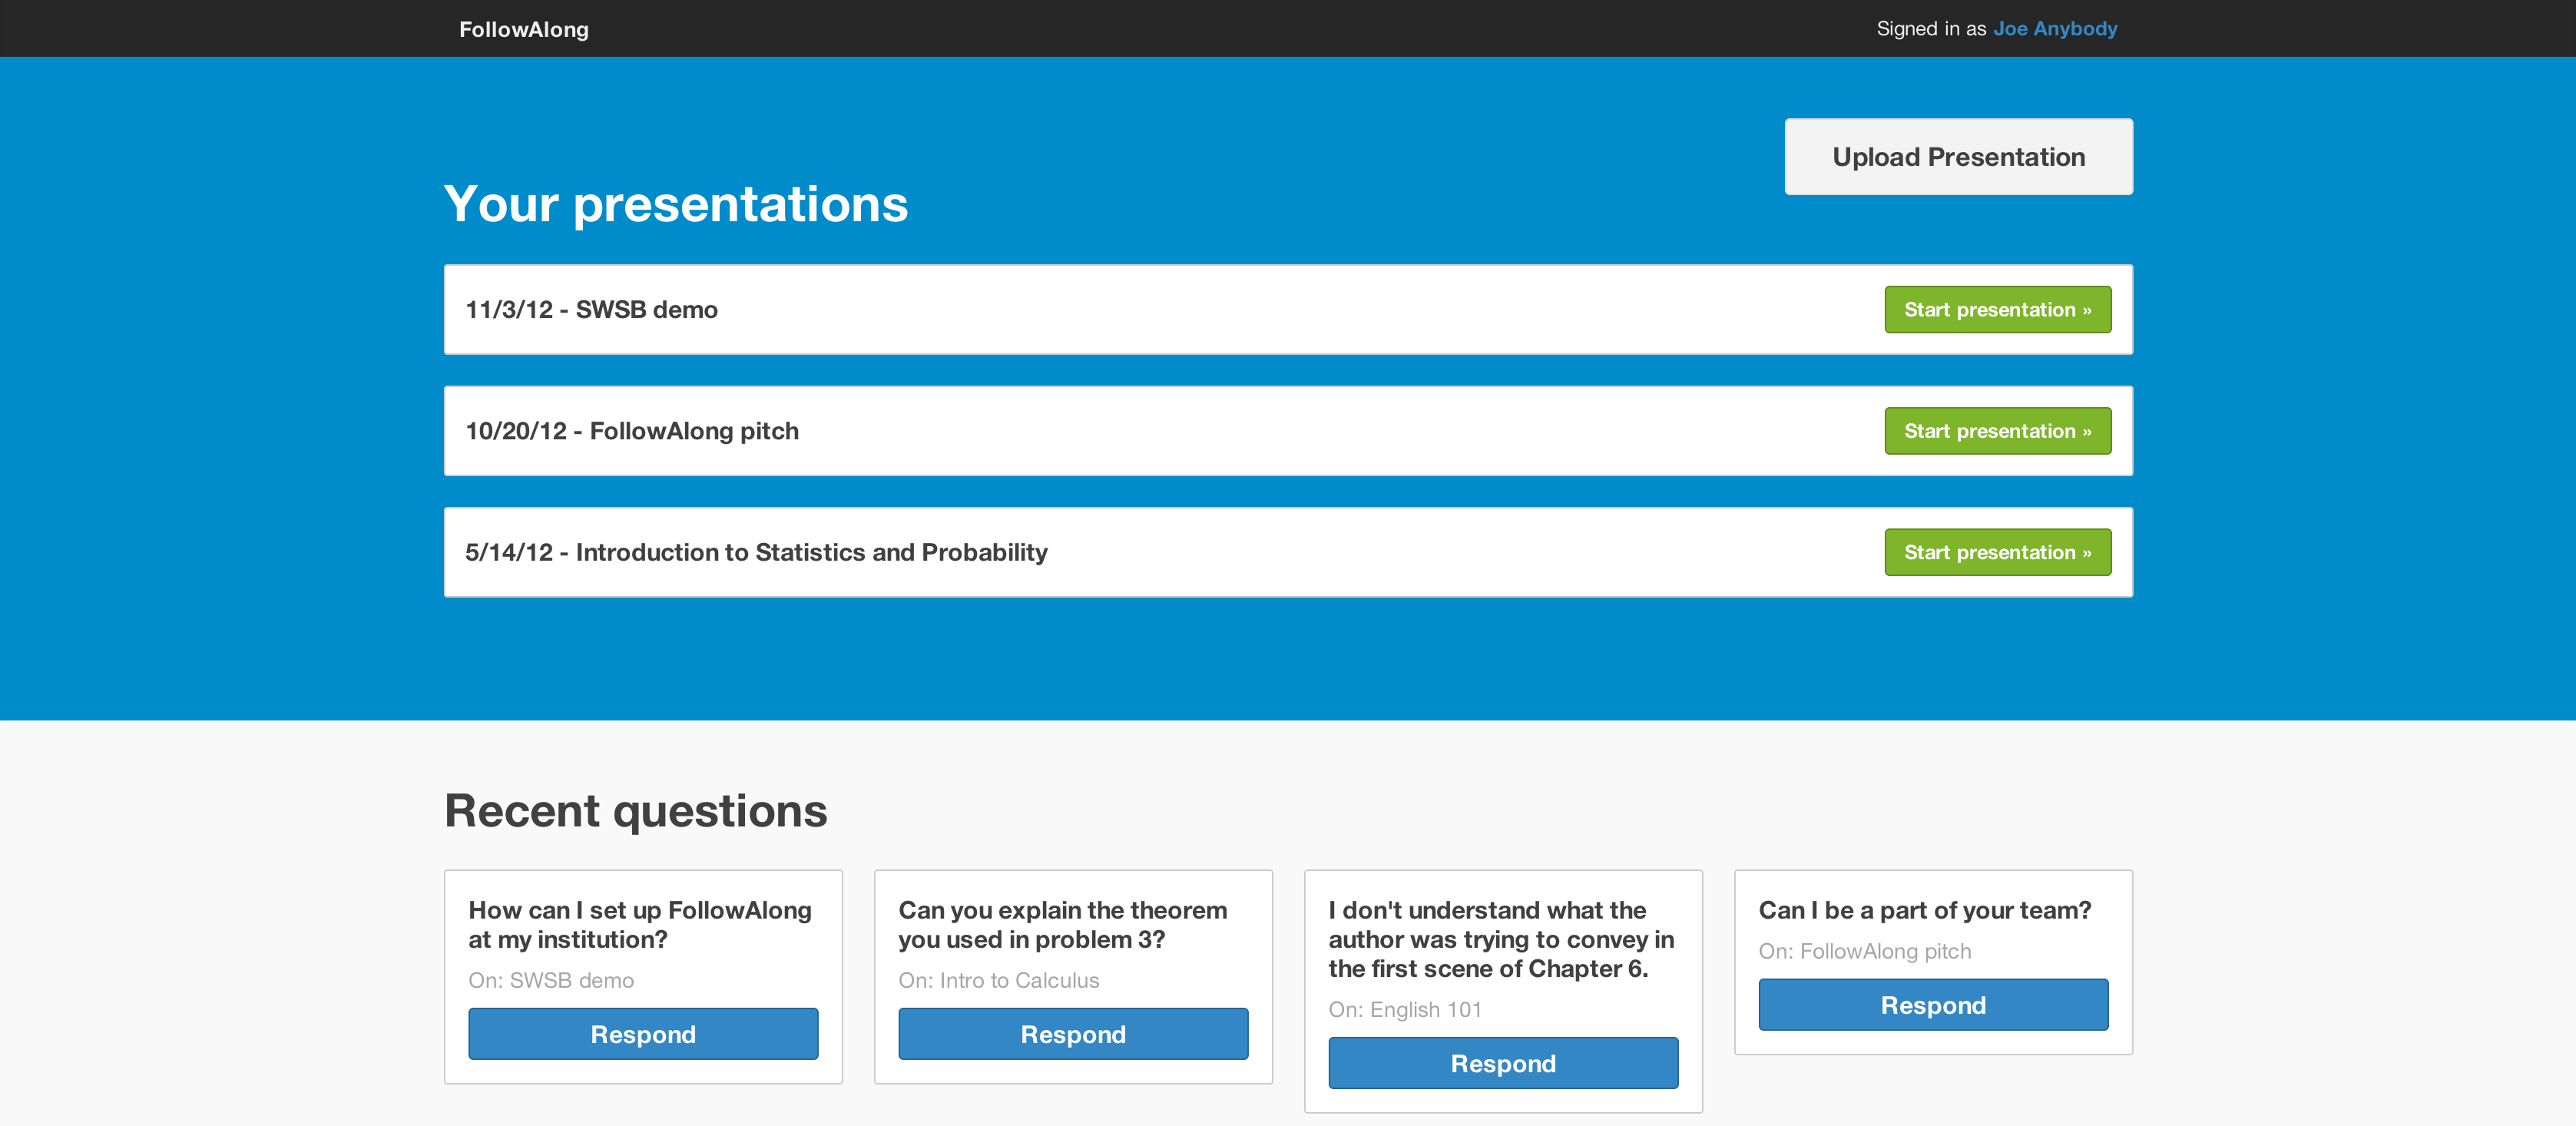 FollowAlong
Signed in as Joe Anybody
Upload Presentation
Your presentations
11/3/12 - SWSB demo
Start presentation »
10/20/12 - FollowAlong pitch
Start presentation »
5/14/12 - Introduction to Statistics and Probability
Start presentation »
Recent questions
How can I set up FollowAlong
at my institution?
On: SWSB demo
Respond
Can you explain the theorem
you used in problem 3?
On: Intro to Calculus
Respond
I don't understand what the
author was trying to convey in
the first scene of Chapter 6.
On: English 101
Respond
Can I be a part of your team?
On: FollowAlong pitch
Respond